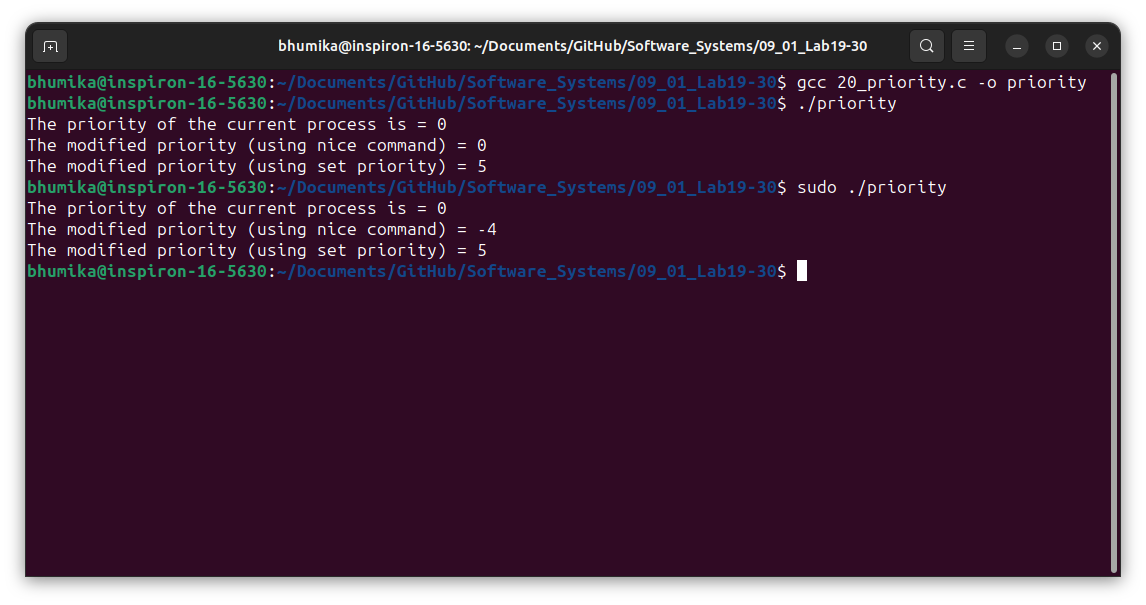 bhumika@inspiron-16-5630: ~/Documents/GitHub/Software_Systems/09_01_Lab19-30
bhumika@inspiron-16-5630:~/Documents/GitHub/Software_Systems/09_01_Lab19-30$ gcc 20_priority.c -o priority
bhumika@inspiron-16-5630:~/Documents/GitHub/Software_Systems/09_01_Lab19-30$ ./priority
The priority of the current process is = 0
The modified priority (using nice command) = 0
The modified priority (using set priority) = 5
bhumika@inspiron-16-5630:~/Documents/GitHub/Software_Systems/09_01_Lab19-30$ sudo ./priority
The priority of the current process is = 0
The modified priority (using nice command) = -4
The modified priority (using set priority) = 5
bhumika@inspiron-16-5630:~/Documents/GitHub/Software_Systems/09_01_Lab19-30$